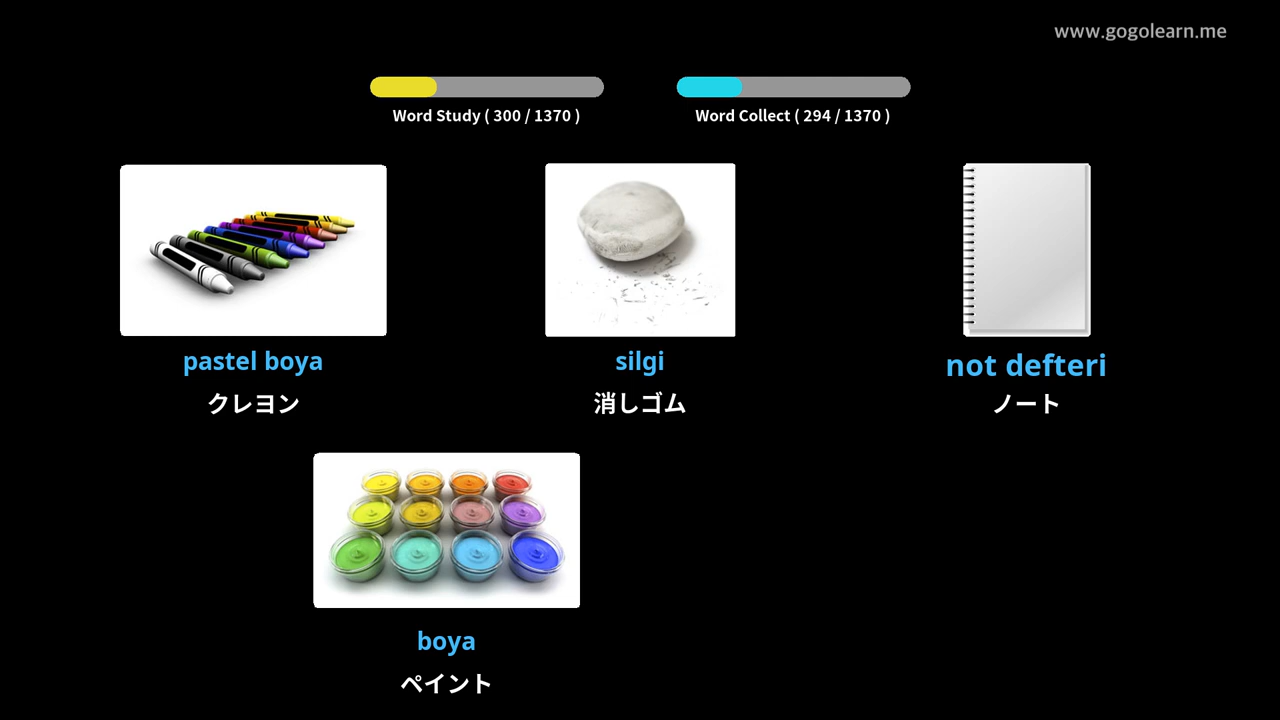 www.gogolearn.me
Word Study ( 300 / 1370 )
Word Collect ( 294 / 1370 )
pastel boya
クレヨン
silgi
消しゴム
not defteri
ノート
boya
ペイント